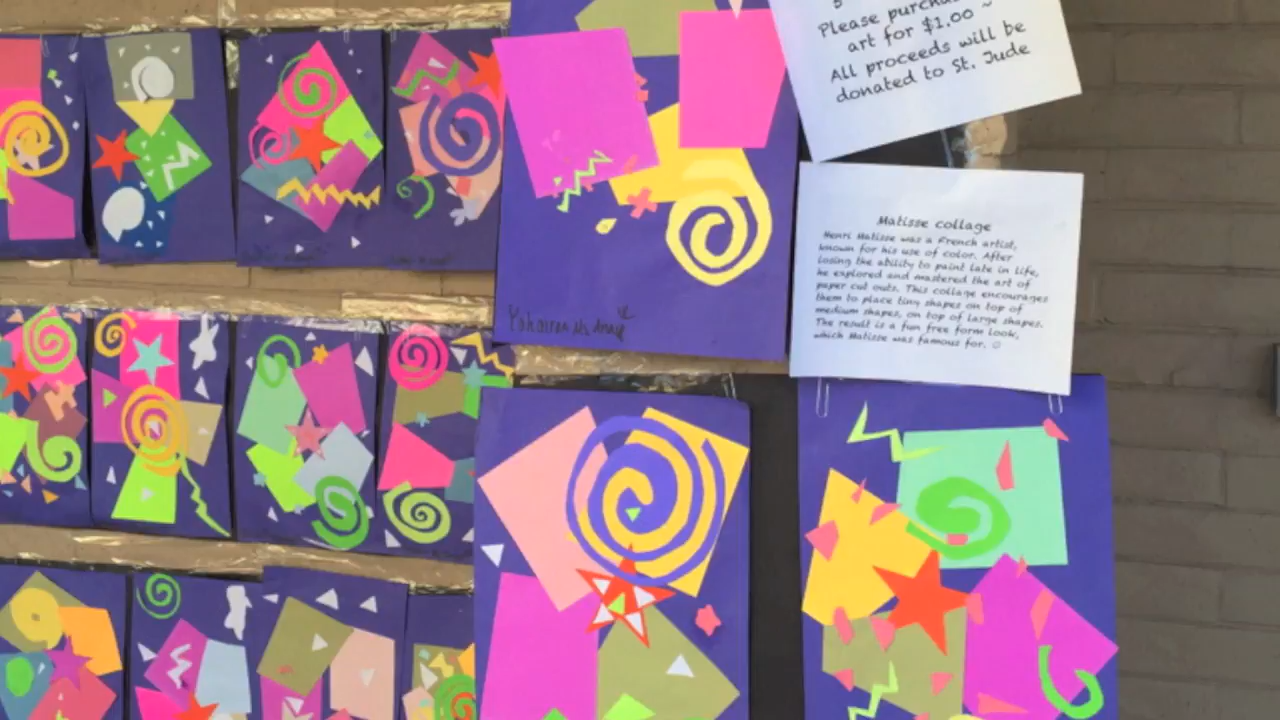 Please purcha
art for $1.00 ~
All proceeds will be
donated to St. Jude
Matisse collage
Henri Matisse was a French artist,
known for his use of color. After
losing the ability to paint late in life,
he explored and mastered the art of
paper cut outs. This collage encourages
them to place tiny shapes on top of
medium shapes, on top of large shapes.
The result is a fun free form look,
which Matisse was famous for. ☺